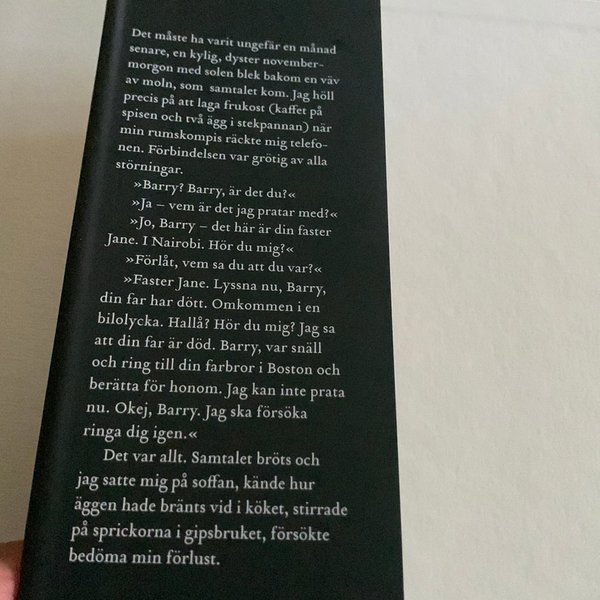 Det måste ha varit ungefär en månad
senare, en kylig, dyster november-
morgon med solen blek bakom en väv
av moln, som samtalet kom. Jag höll
precis på att laga frukost (kaffet på
spisen och två ägg i stekpannan) när
min rumskompis räckte mig telefo-
nen. Förbindelsen var grötig av alla
störningar.
»Barry? Barry, är det du?«
»Ja – vem är det jag pratar med?«
»Jo, Barry – det här är din faster
Jane. I Nairobi. Hör du mig?«
»Förlåt, vem sa du att du var?«
»Faster Jane. Lyssna nu, Barry,
din far har dött. Omkommen i en
bilolycka. Hallå? Hör du mig? Jag sa
att din far är död. Barry, var snäll
och ring till din farbror i Boston och
berätta för honom. Jag kan inte prata
nu. Okej, Barry. Jag ska försöka
ringa dig igen.«
Det var allt. Samtalet bröts och
jag satte mig på soffan, kände hur
äggen hade bränts vid i köket, stirrade
på sprickorna i gipsbruket, försökte
bedöma min förlust.